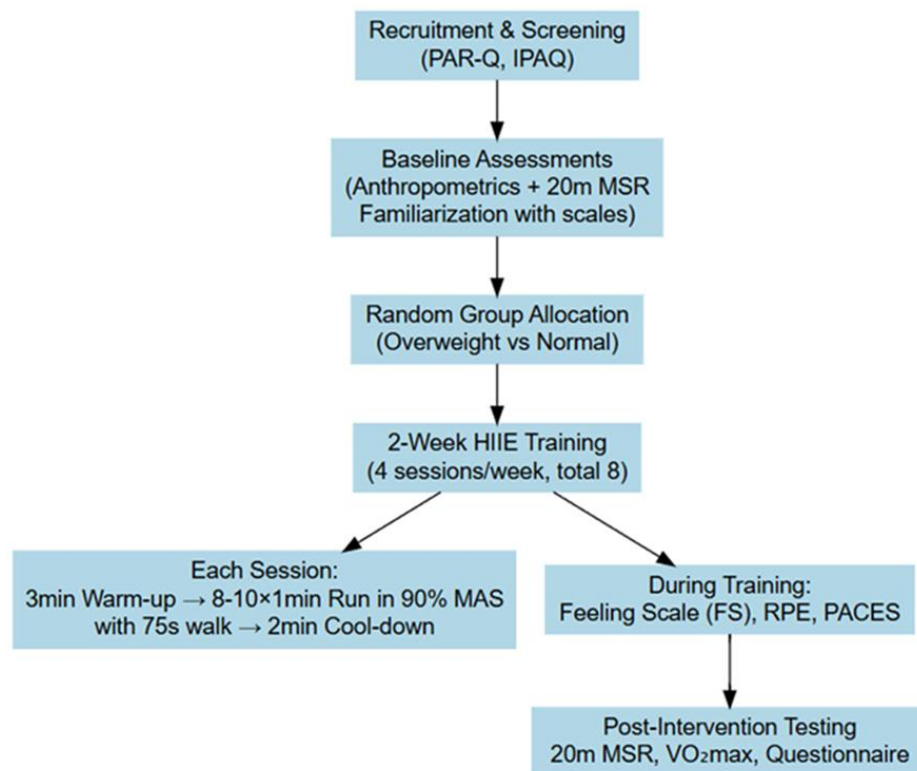 Recruitment & Screening
(PAR-Q, IPAQ)
Baseline Assessments
(Anthropometrics + 20m MSR
Familiarization with scales)
Random Group Allocation
(Overweight vs Normal)
2-Week HIIE Training
(4 sessions/week, total 8)
Each Session:
3min Warm-up → 8-10×1min Run in 90% MAS
with 75s walk → 2min Cool-down
During Training:
Feeling Scale (FS), RPE, PACES
Post-Intervention Testing
20m MSR, VO₂max, Questionnaire